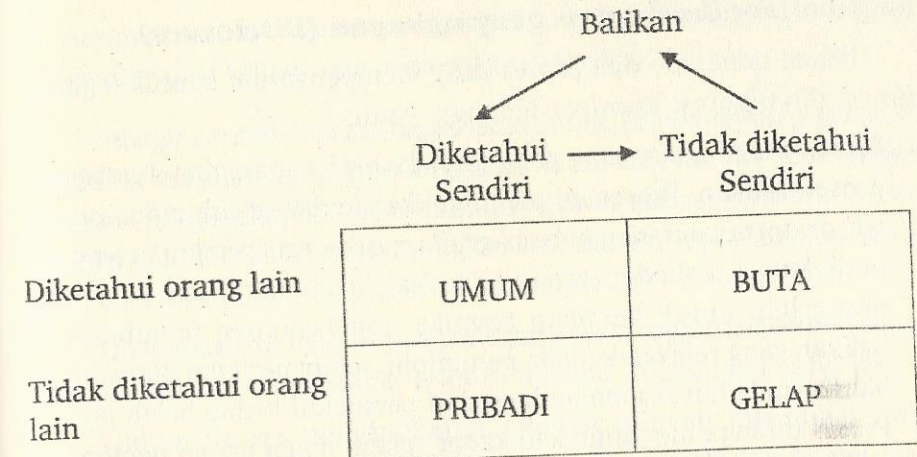 Balikan
Diketahui Tidak diketahui
Sendiri Sendiri
Diketahui orang lain UMUM BUTA
Tidak diketahui orang
lain PRIBADI GELAP